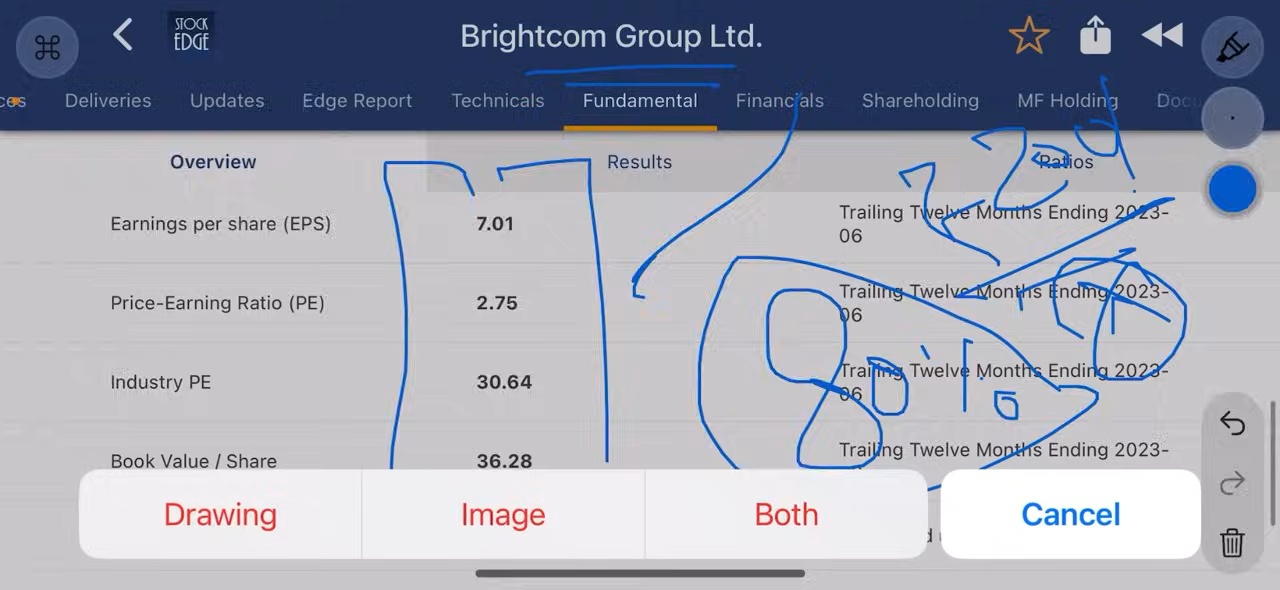 STOCK EDGE
Brightcom Group Ltd.
Deliveries Updates Edge Report Technicals Fundamental Financials Shareholding MF Holding
Overview Results Ratios
Earnings per share (EPS) 7.01 Trailing Twelve Months Ending 2023-06
Price-Earning Ratio (PE) 2.75 Trailing Twelve Months Ending 2023-06
Industry PE 30.64 Trailing Twelve Months Ending 2023-06
Book Value / Share 36.28 Trailing Twelve Months Ending 2023-
80%
Drawing Image Both Cancel